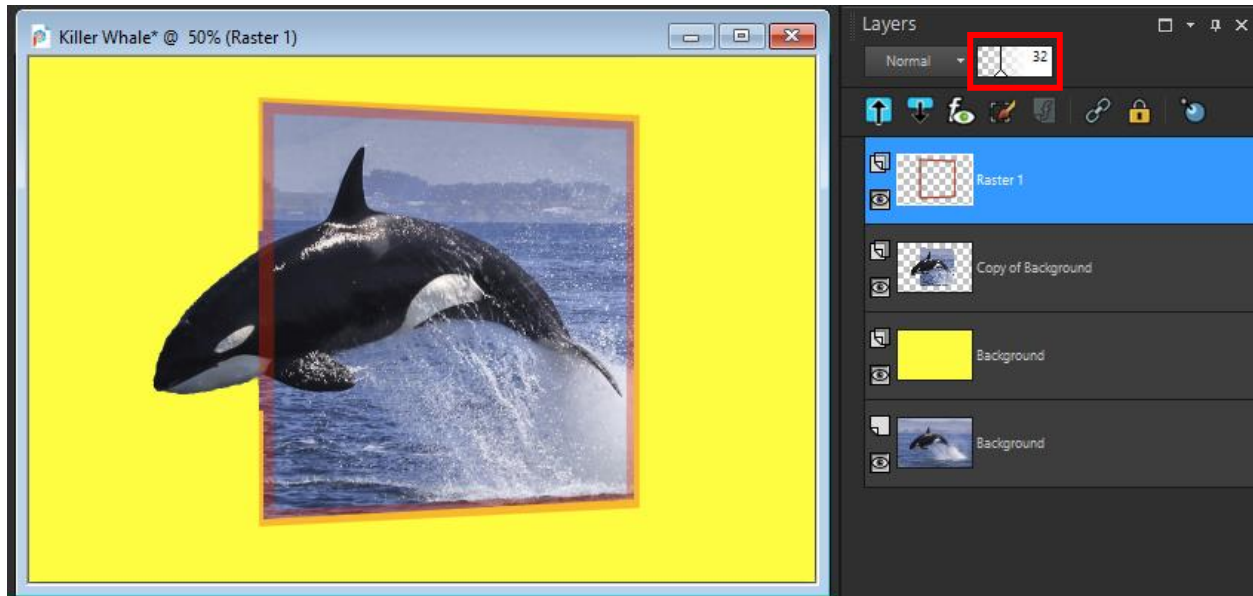 Killer Whale* @ 50% (Raster 1)
Layers
Normal
32
Raster 1
Copy of Background
Background
Background